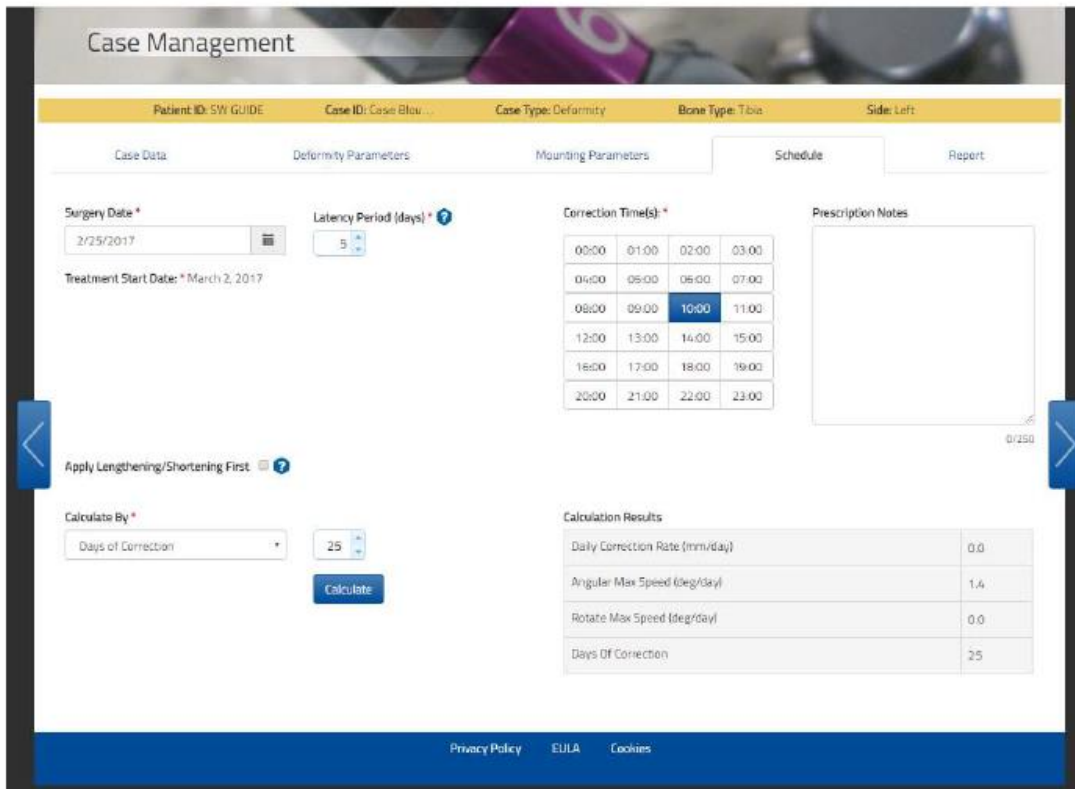 Case Management
Patient ID: SW GUIDE Case ID: Case Blou... Case Type: Deformity Bone Type: Tibia Side: Left
Case Data Deformity Parameters Mounting Parameters Schedule Report
Surgery Date *
2/25/2017
Treatment Start Date: * March 2, 2017
Latency Period (days) * ?
5
Correction Time(s): *
00:00 01:00 02:00 03:00
04:00 05:00 06:00 07:00
08:00 09:00 10:00 11:00
12:00 13:00 14:00 15:00
16:00 17:00 18:00 19:00
20:00 21:00 22:00 23:00
Prescription Notes
0/250
Apply Lengthening/Shortening First ?
Calculate By *
Days of Correction 25
Calculate
Calculation Results
Daily Correction Rate (mm/day) 0.0
Angular Max Speed (deg/day) 1.4
Rotate Max Speed (deg/day) 0.0
Days Of Correction 25
Privacy Policy EULA Cookies